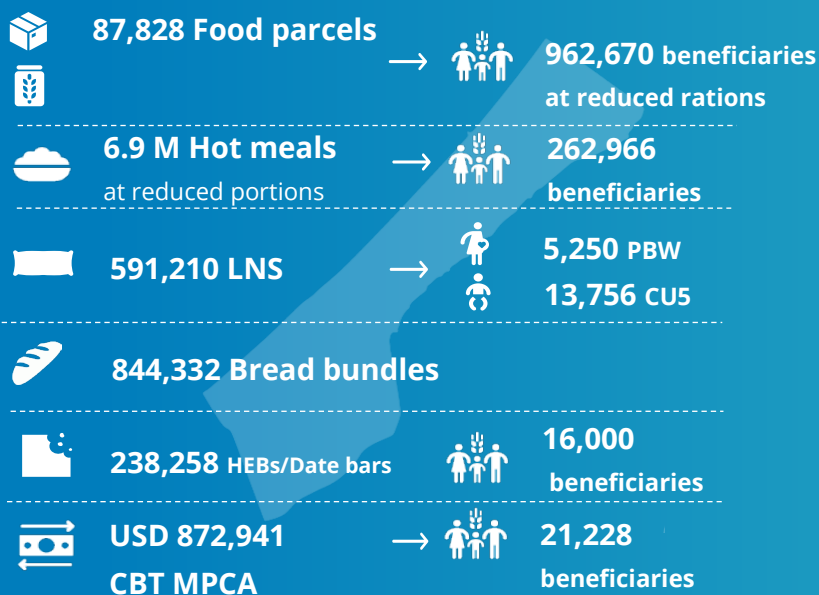 87,828 Food parcels
962,670 beneficiaries
at reduced rations
6.9 M Hot meals
at reduced portions
262,966
beneficiaries
591,210 LNS
5,250 PBW
13,756 CU5
844,332 Bread bundles
238,258 HEBs/Date bars
16,000
beneficiaries
USD 872,941
CBT MPCA
21,228
beneficiaries